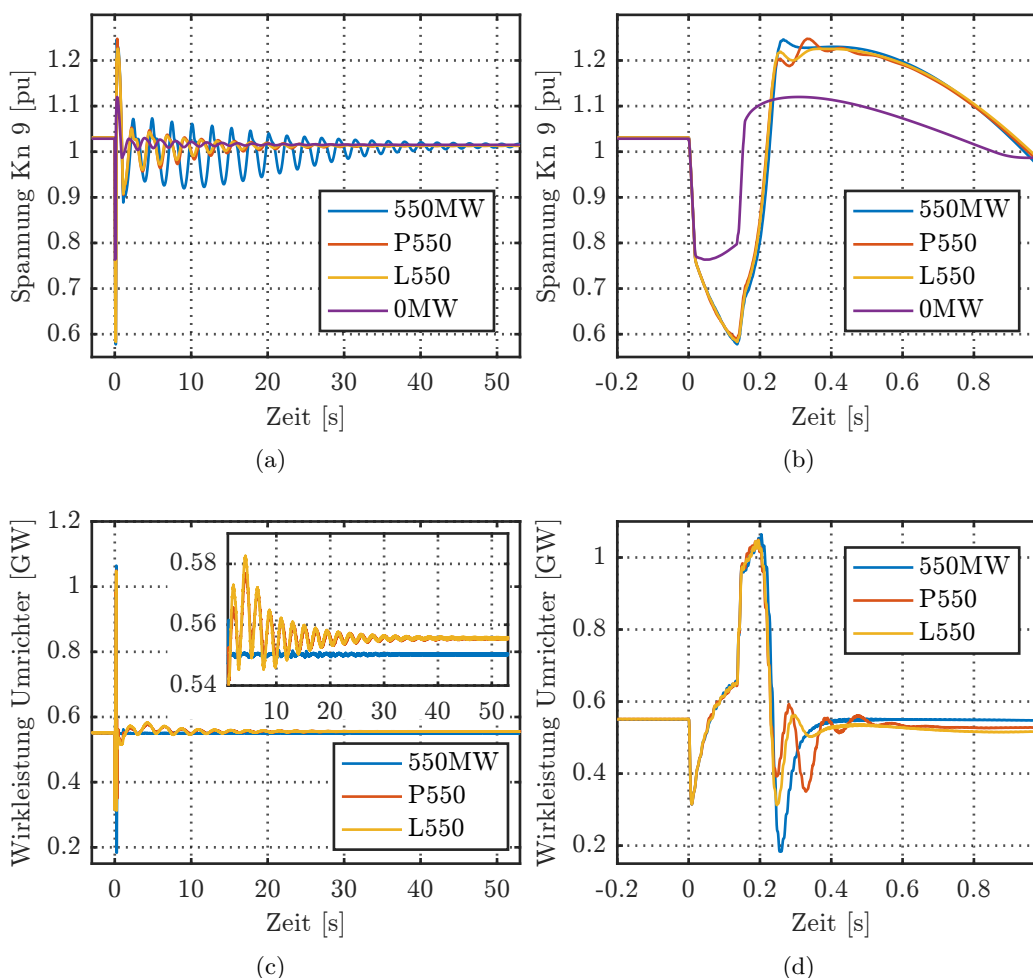 Spannung Kn 9 [pu]
1.2
1.1
1
0.9
0.8
0.7
0.6
550MW
P550
L550
0MW
0 10 20 30 40 50
Zeit [s]
(a)
Spannung Kn 9 [pu]
1.2
1.1
1
0.9
0.8
0.7
0.6
550MW
P550
L550
0MW
-0.2 0 0.2 0.4 0.6 0.8
Zeit [s]
(b)
Wirkleistung Umrichter [GW]
1.2
1
0.8
0.6
0.4
0.2
0.58
0.56
0.54
10 20 30 40 50
550MW
P550
L550
0 10 20 30 40 50
Zeit [s]
(c)
Wirkleistung Umrichter [GW]
1
0.8
0.6
0.4
0.2
550MW
P550
L550
-0.2 0 0.2 0.4 0.6 0.8
Zeit [s]
(d)